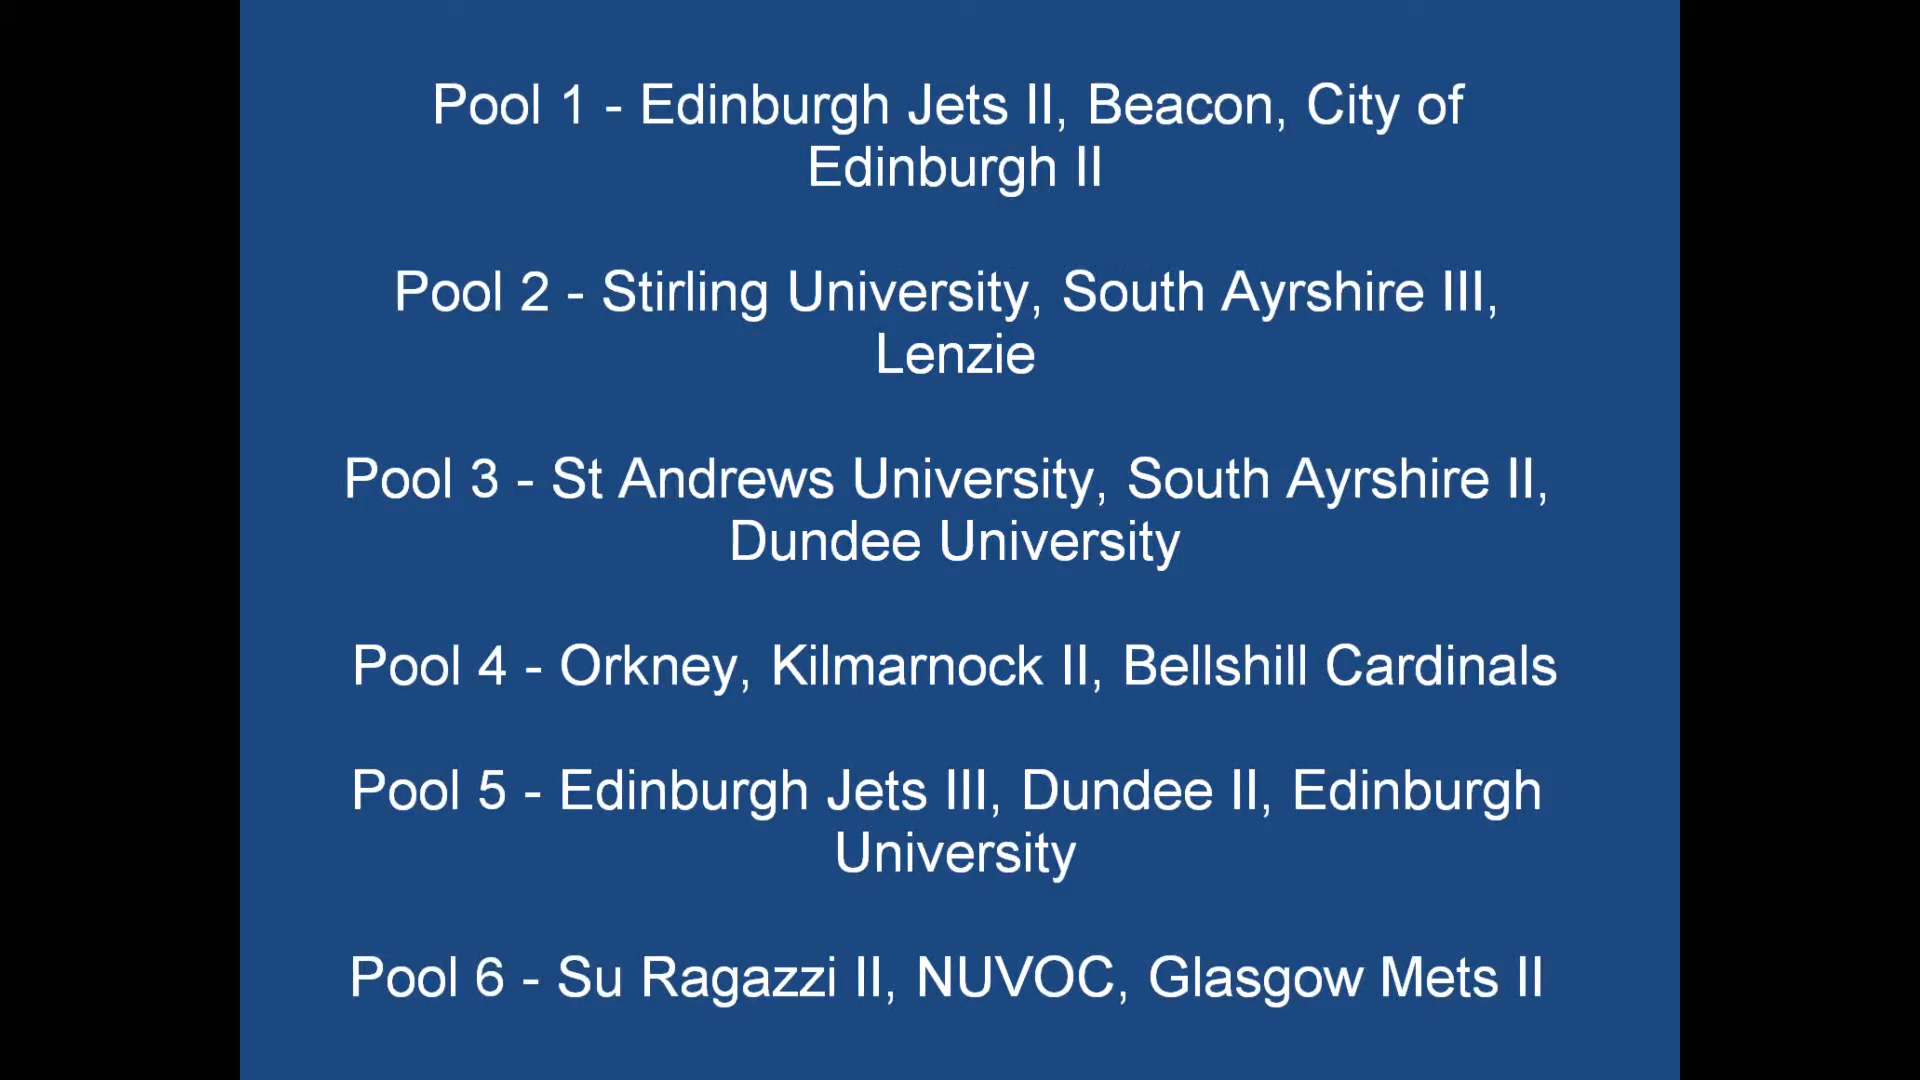 Pool 1 - Edinburgh Jets II, Beacon, City of
Edinburgh II
Pool 2 - Stirling University, South Ayrshire III,
Lenzie
Pool 3 - St Andrews University, South Ayrshire II,
Dundee University
Pool 4 - Orkney, Kilmarnock II, Bellshill Cardinals
Pool 5 - Edinburgh Jets III, Dundee II, Edinburgh
University
Pool 6 - Su Ragazzi II, NUVOC, Glasgow Mets II